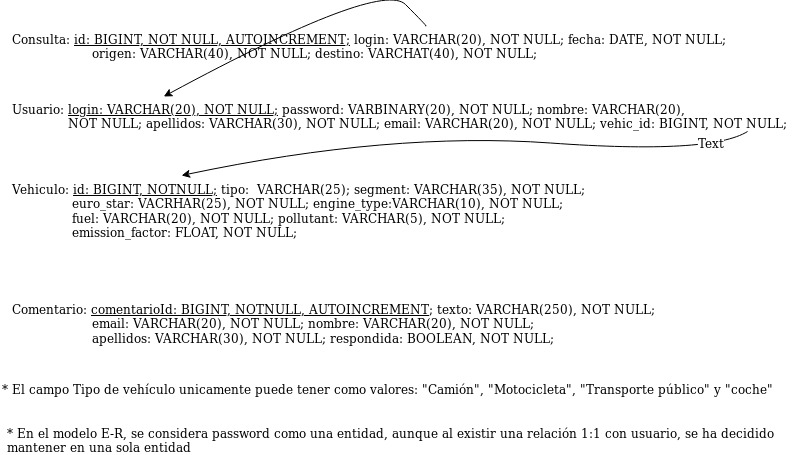 Consulta: id: BIGINT, NOT NULL, AUTOINCREMENT; login: VARCHAR(20), NOT NULL; fecha: DATE, NOT NULL;
origen: VARCHAR(40), NOT NULL; destino: VARCHAT(40), NOT NULL;
Usuario: login: VARCHAR(20), NOT NULL; password: VARBINARY(20), NOT NULL; nombre: VARCHAR(20),
NOT NULL; apellidos: VARCHAR(30), NOT NULL; email: VARCHAR(20), NOT NULL; vehic_id: BIGINT, NOT NULL;
Text
Vehiculo: id: BIGINT, NOTNULL; tipo: VARCHAR(25); segment: VARCHAR(35), NOT NULL;
euro_star: VACRHAR(25), NOT NULL; engine_type:VARCHAR(10), NOT NULL;
fuel: VARCHAR(20), NOT NULL; pollutant: VARCHAR(5), NOT NULL;
emission_factor: FLOAT, NOT NULL;
Comentario: comentarioId: BIGINT, NOTNULL, AUTOINCREMENT; texto: VARCHAR(250), NOT NULL;
email: VARCHAR(20), NOT NULL; nombre: VARCHAR(20), NOT NULL;
apellidos: VARCHAR(30), NOT NULL; respondida: BOOLEAN, NOT NULL;
* El campo Tipo de vehículo unicamente puede tener como valores: "Camión", "Motocicleta", "Transporte público" y "coche"
* En el modelo E-R, se considera password como una entidad, aunque al existir una relación 1:1 con usuario, se ha decidido
mantener en una sola entidad